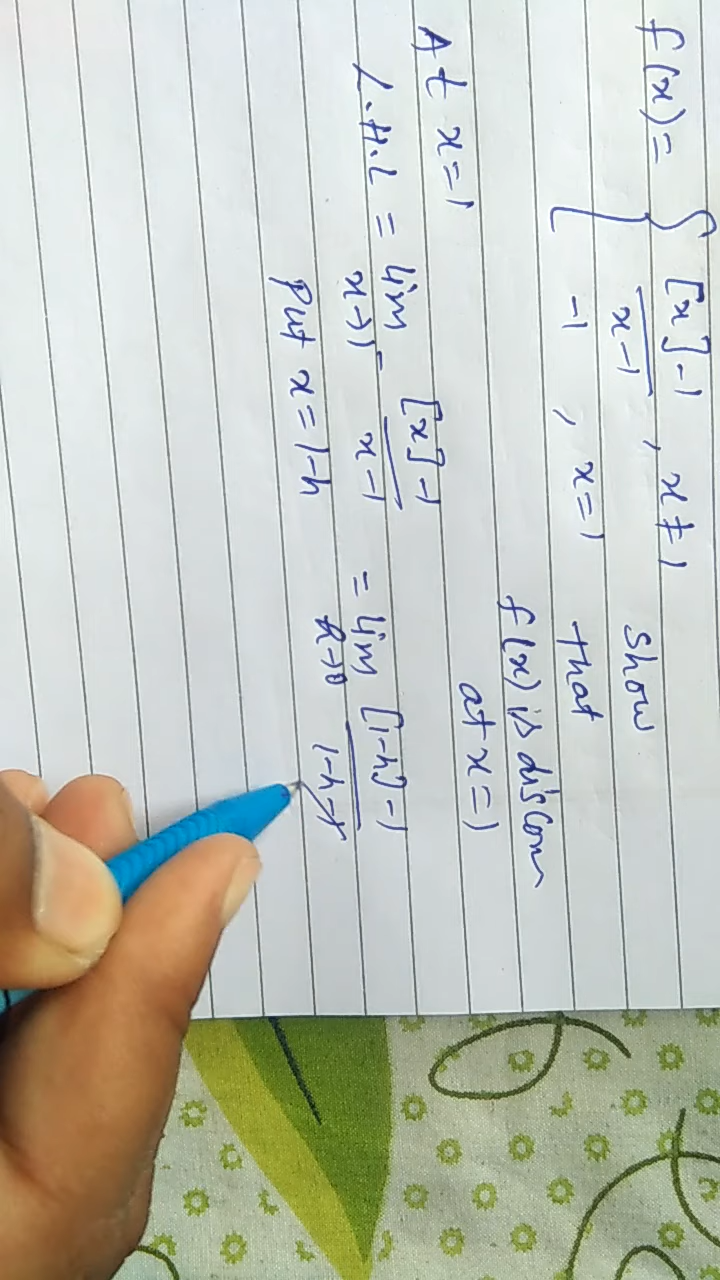 f(x) = { [x]-1 / x-1 , x≠1
-1 , x=1
Show
that
f(x) is discon
at x=1
At x=1
L.H.L = lim x→1⁻ [x]-1 / x-1 = lim h→0 [1-h]-1 / 1-h-1
Put x=1-h